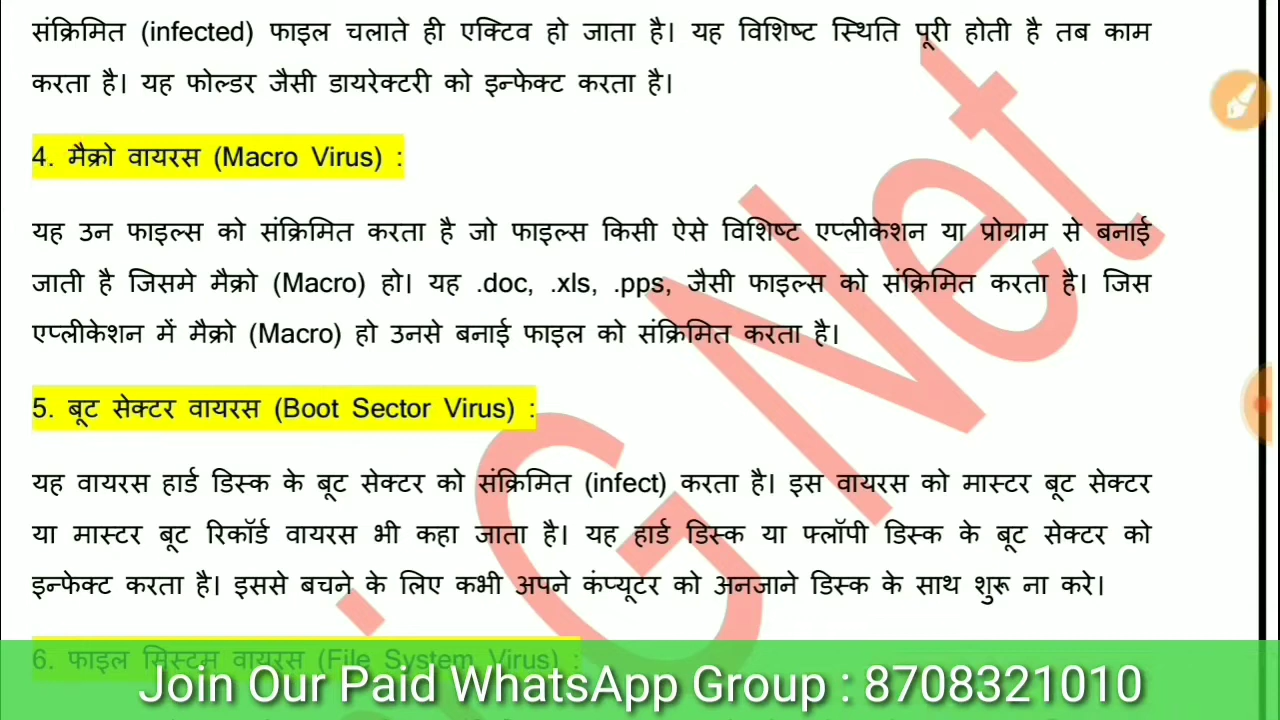 संक्रिमित (infected) फाइल चलाते ही एक्टिव हो जाता है। यह विशिष्ट स्थिति पूरी होती है तब काम
करता है। यह फोल्डर जैसी डायरेक्टरी को इन्फेक्ट करता है।
4. मैक्रो वायरस (Macro Virus) :
यह उन फाइल्स को संक्रिमित करता है जो फाइल्स किसी ऐसे विशिष्ट एप्लीकेशन या प्रोग्राम से बनाई
जाती है जिसमे मैक्रो (Macro) हो। यह .doc, .xls, .pps, जैसी फाइल्स को संक्रिमित करता है। जिस
एप्लीकेशन में मैक्रो (Macro) हो उनसे बनाई फाइल को संक्रिमित करता है।
5. बूट सेक्टर वायरस (Boot Sector Virus) :
यह वायरस हार्ड डिस्क के बूट सेक्टर को संक्रिमित (infect) करता है। इस वायरस को मास्टर बूट सेक्टर
या मास्टर बूट रिकॉर्ड वायरस भी कहा जाता है। यह हार्ड डिस्क या फ्लॉपी डिस्क के बूट सेक्टर को
इन्फेक्ट करता है। इससे बचने के लिए कभी अपने कंप्यूटर को अनजाने डिस्क के साथ शुरू ना करे।
6. फाइल सिस्टम वायरस (File System Virus) :
Join Our Paid WhatsApp Group : 8708321010
i G Net